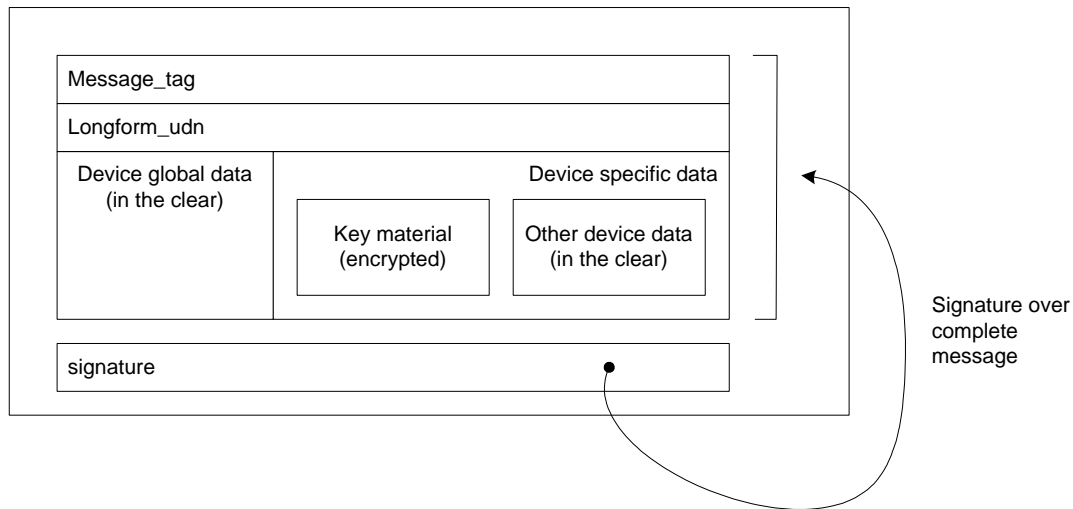 Message_tag
Longform_udn
Device global data
(in the clear)
Device specific data
Key material
(encrypted)
Other device data
(in the clear)
Signature over
complete
message
signature